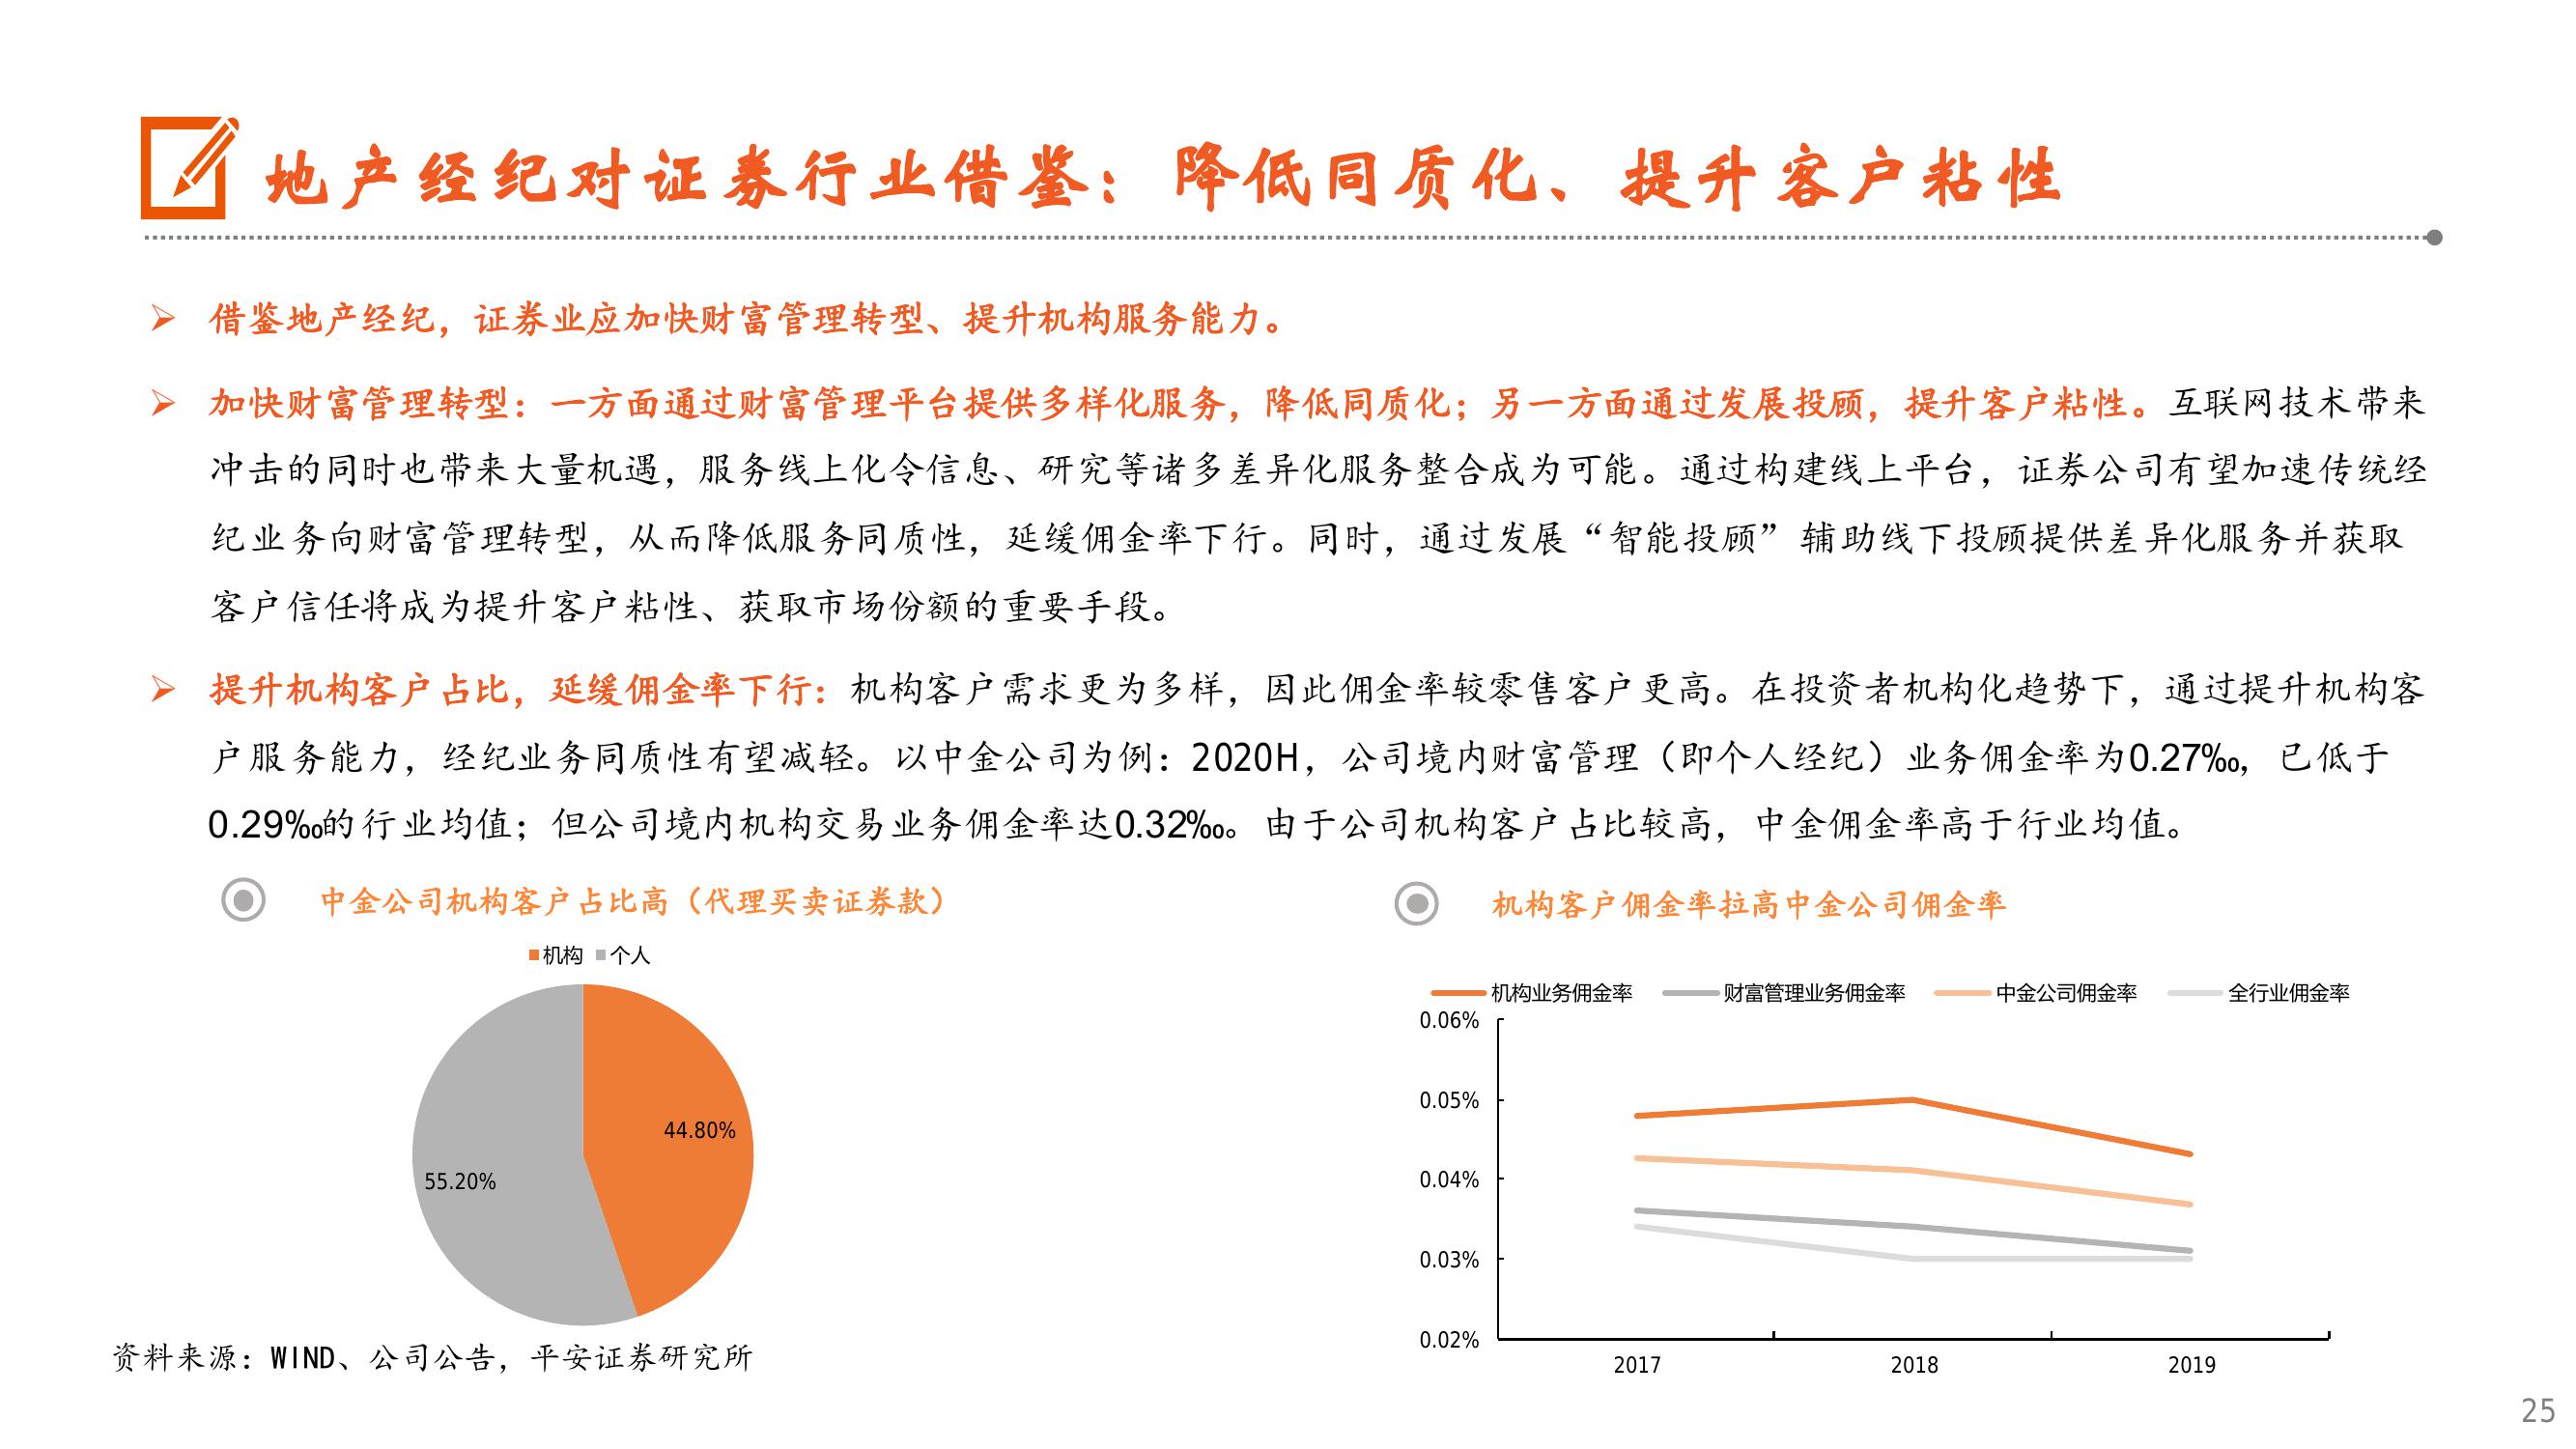 地产经纪对证券行业借鉴：降低同质化、提升客户粘性
借鉴地产经纪，证券业应加快财富管理转型、提升机构服务能力。
加快财富管理转型：一方面通过财富管理平台提供多样化服务，降低同质化；另一方面通过发展投顾，提升客户粘性。互联网技术带来
冲击的同时也带来大量机遇，服务线上化令信息、研究等诸多差异化服务整合成为可能。通过构建线上平台，证券公司有望加速传统经
纪业务向财富管理转型，从而降低服务同质性，延缓佣金率下行。同时，通过发展“智能投顾”辅助线下投顾提供差异化服务并获取
客户信任将成为提升客户粘性、获取市场份额的重要手段。
提升机构客户占比，延缓佣金率下行：机构客户需求更为多样，因此佣金率较零售客户更高。在投资者机构化趋势下，通过提升机构客
户服务能力，经纪业务同质性有望减轻。以中金公司为例：2020H，公司境内财富管理（即个人经纪）业务佣金率为0.27‰，已低于
0.29‰的行业均值；但公司境内机构交易业务佣金率达0.32‰。由于公司机构客户占比较高，中金佣金率高于行业均值。
中金公司机构客户占比高（代理买卖证券款）
机构 个人
44.80%
55.20%
机构客户佣金率拉高中金公司佣金率
机构业务佣金率 财富管理业务佣金率 中金公司佣金率 全行业佣金率
0.06%
0.05%
0.04%
0.03%
0.02%
2017 2018 2019
资料来源：WIND、公司公告，平安证券研究所
25